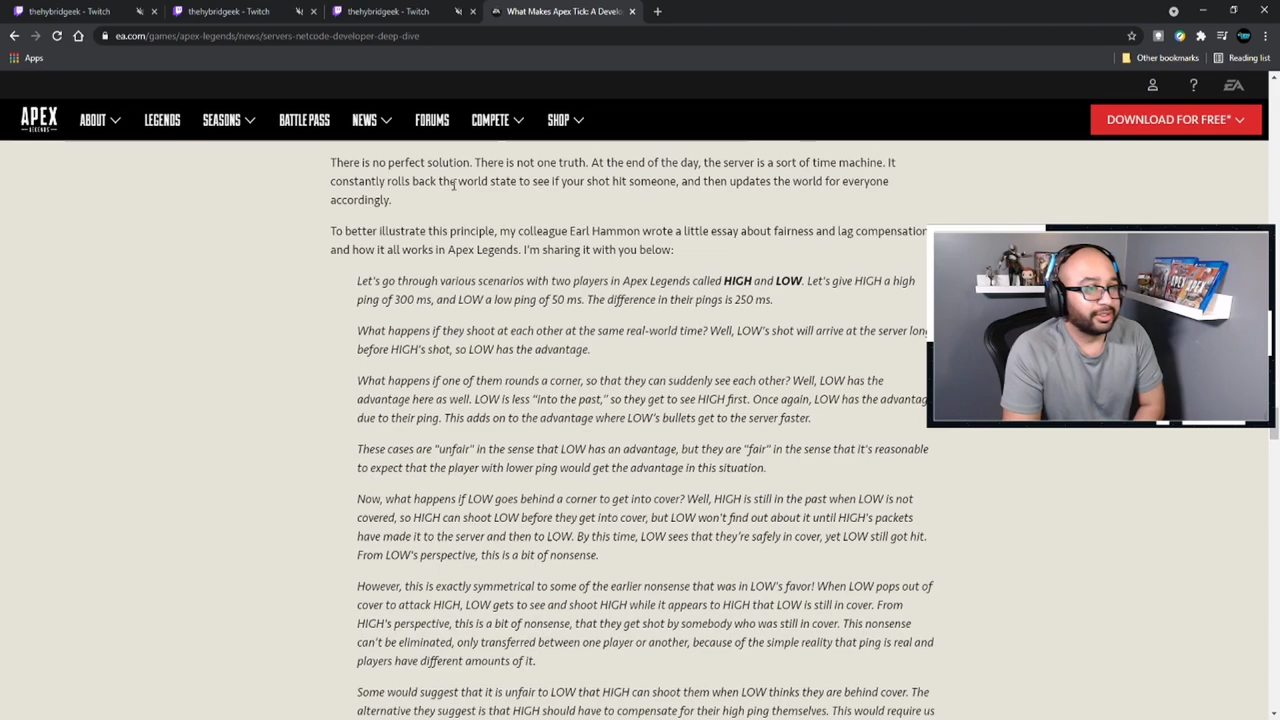 thehybridgeek - Twitch
thehybridgeek - Twitch
thehybridgeek - Twitch
What Makes Apex Tick: A Develo
ea.com/games/apex-legends/news/servers-netcode-developer-deep-dive
Apps
Other bookmarks
Reading list
EA
APEX
LEGENDS
ABOUT
LEGENDS
SEASONS
BATTLE PASS
NEWS
FORUMS
COMPETE
SHOP
DOWNLOAD FOR FREE*
There is no perfect solution. There is not one truth. At the end of the day, the server is a sort of time machine. It
constantly rolls back the world state to see if your shot hit someone, and then updates the world for everyone
accordingly.
To better illustrate this principle, my colleague Earl Hammon wrote a little essay about fairness and lag compensation
and how it all works in Apex Legends. I'm sharing it with you below:
Let's go through various scenarios with two players in Apex Legends called HIGH and LOW. Let's give HIGH a high
ping of 300 ms, and LOW a low ping of 50 ms. The difference in their pings is 250 ms.
What happens if they shoot at each other at the same real-world time? Well, LOW's shot will arrive at the server long
before HIGH's shot, so LOW has the advantage.
What happens if one of them rounds a corner, so that they can suddenly see each other? Well, LOW has the
advantage here as well. LOW is less "into the past," so they get to see HIGH first. Once again, LOW has the advantag
due to their ping. This adds on to the advantage where LOW's bullets get to the server faster.
These cases are "unfair" in the sense that LOW has an advantage, but they are "fair" in the sense that it's reasonable
to expect that the player with lower ping would get the advantage in this situation.
Now, what happens if LOW goes behind a corner to get into cover? Well, HIGH is still in the past when LOW is not
covered, so HIGH can shoot LOW before they get into cover, but LOW won't find out about it until HIGH's packets
have made it to the server and then to LOW. By this time, LOW sees that they're safely in cover, yet LOW still got hit.
From LOW's perspective, this is a bit of nonsense.
However, this is exactly symmetrical to some of the earlier nonsense that was in LOW's favor! When LOW pops out of
cover to attack HIGH, LOW gets to see and shoot HIGH while it appears to HIGH that LOW is still in cover. From
HIGH's perspective, this is a bit of nonsense, that they get shot by somebody who was still in cover. This nonsense
can't be eliminated, only transferred between one player or another, because of the simple reality that ping is real and
players have different amounts of it.
Some would suggest that it is unfair to LOW that HIGH can shoot them when LOW thinks they are behind cover. The
alternative they suggest is that HIGH should have to compensate for their high ping themselves. This would require us